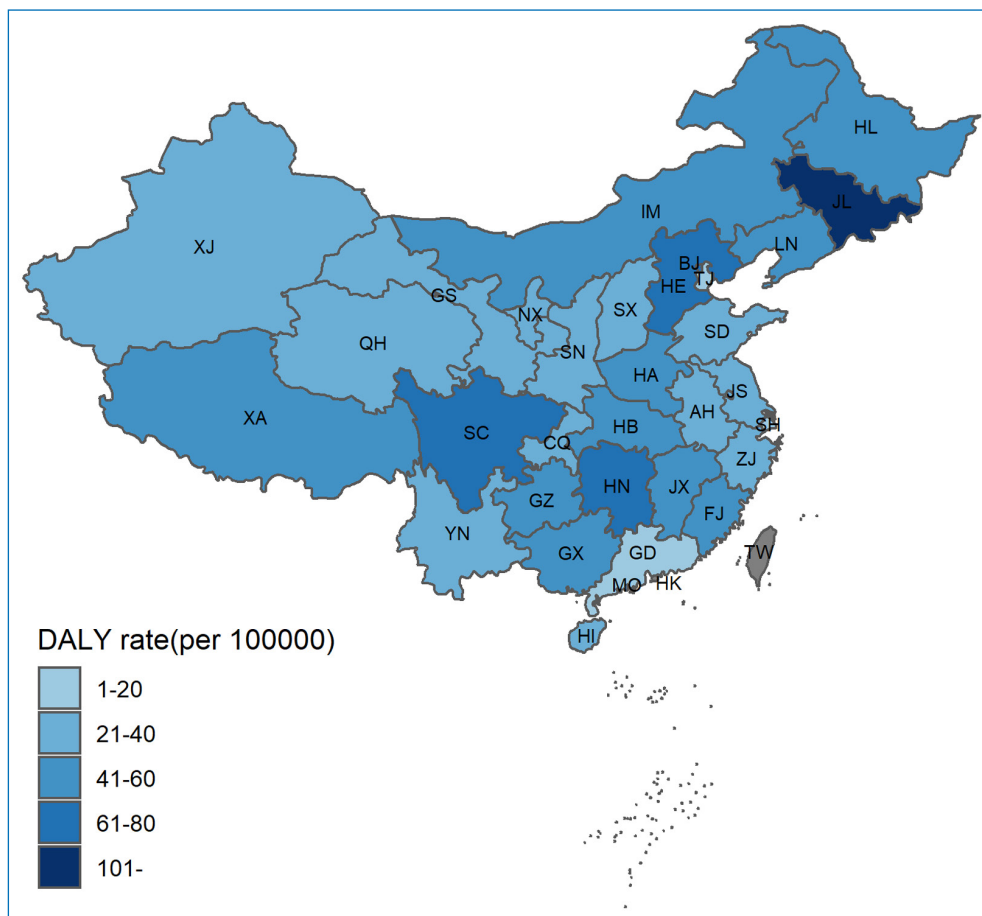 HL
JL
IM
LN
XJ
BJ
TJ
HE
GS
NX
SX
SD
QH
SN
HA
JS
AH
XA
SH
SC
HB
CQ
ZJ
HN
JX
GZ
FJ
YN
GX
GD
TW
MO
HK
HI
DALY rate(per 100000)
1-20
21-40
41-60
61-80
101-